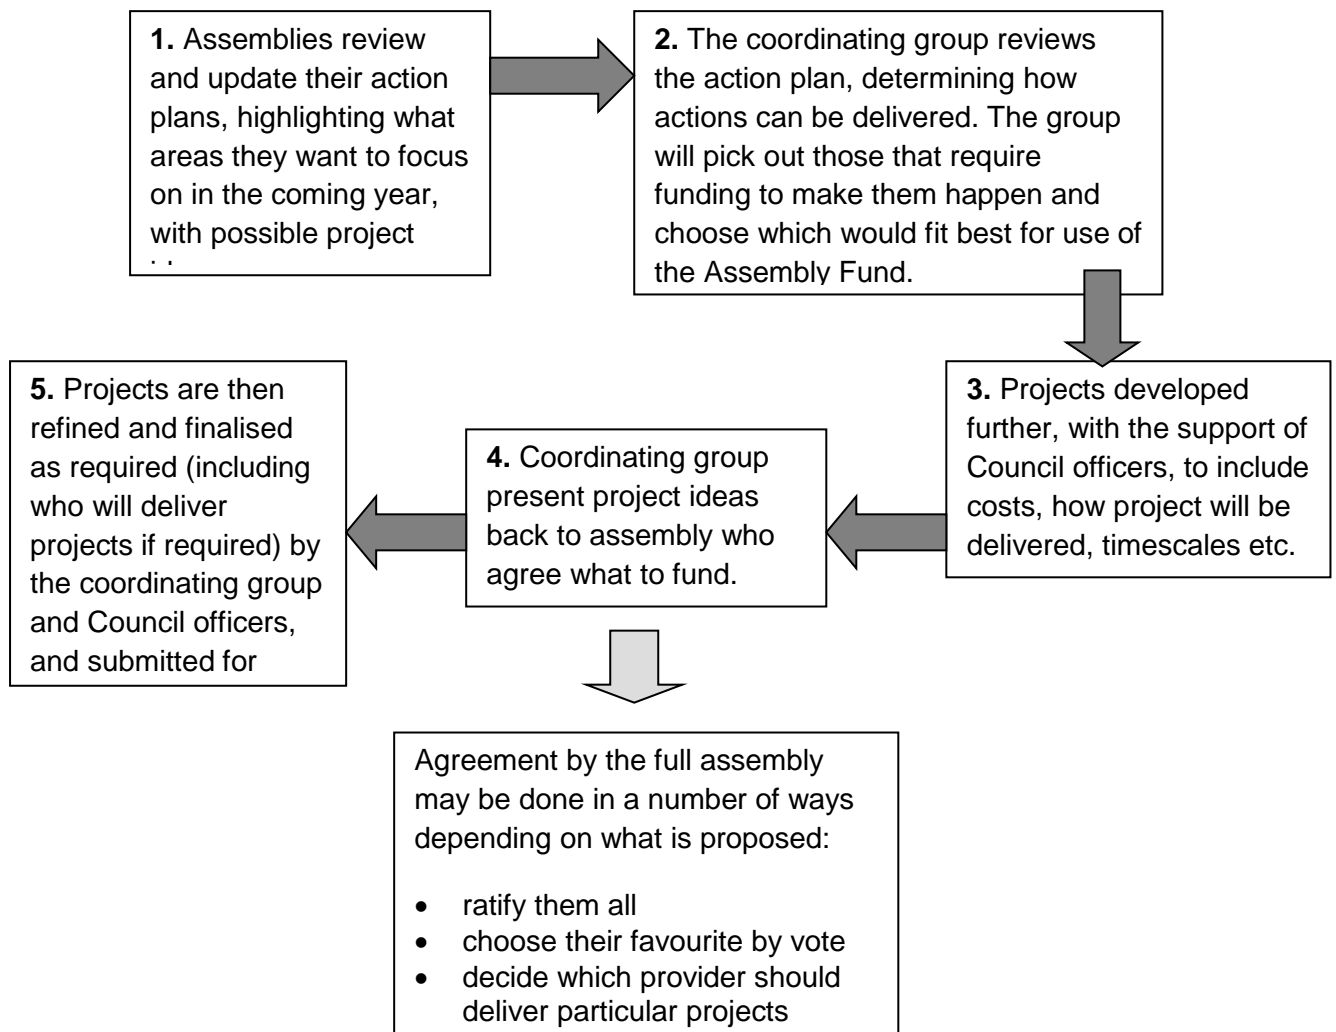 1. Assemblies review
and update their action
plans, highlighting what
areas they want to focus
on in the coming year,
with possible project
2. The coordinating group reviews
the action plan, determining how
actions can be delivered. The group
will pick out those that require
funding to make them happen and
choose which would fit best for use of
the Assembly Fund.
3. Projects developed
further, with the support of
Council officers, to include
costs, how project will be
delivered, timescales etc.
4. Coordinating group
present project ideas
back to assembly who
agree what to fund.
5. Projects are then
refined and finalised
as required (including
who will deliver
projects if required) by
the coordinating group
and Council officers,
and submitted for
Agreement by the full assembly
may be done in a number of ways
depending on what is proposed:
• ratify them all
• choose their favourite by vote
• decide which provider should
deliver particular projects